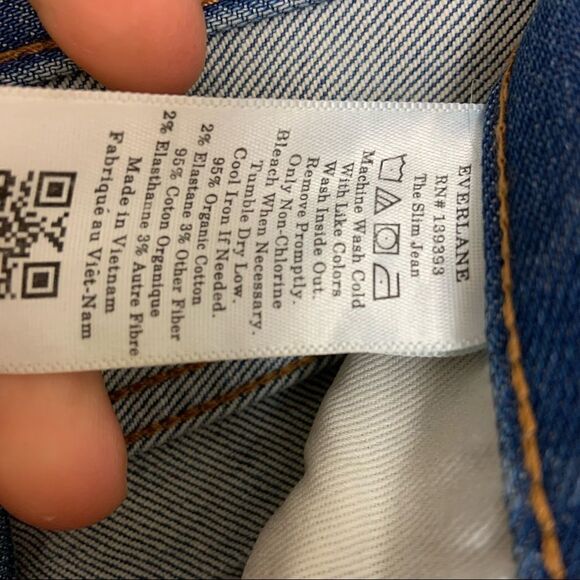 EVERLANE
RN# 139393
The Slim Jean
Machine Wash Cold
With Like Colors
Wash Inside Out.
Remove Promptly.
Only Non-Chlorine
Bleach When Necessary.
Tumble Dry Low.
Cool Iron If Needed.
95% Organic Cotton
2% Elastane 3% Other Fiber
95% Coton Organique
2% Elasthanne 3% Autre Fibre
Made in Vietnam
Fabriqué au Viêt-Nam